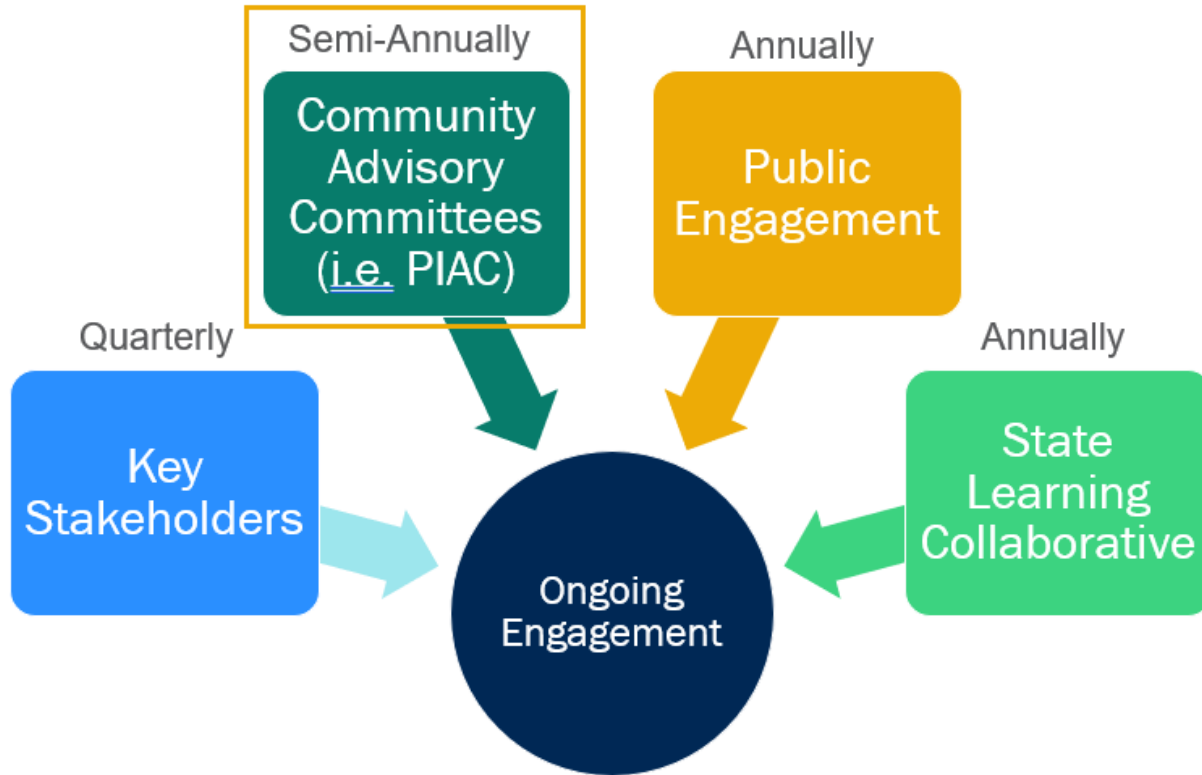 Semi-Annually
Community
Advisory
Committees
(i.e. PIAC)
Annually
Public
Engagement
Quarterly
Key
Stakeholders
Annually
State
Learning
Collaborative
Ongoing
Engagement